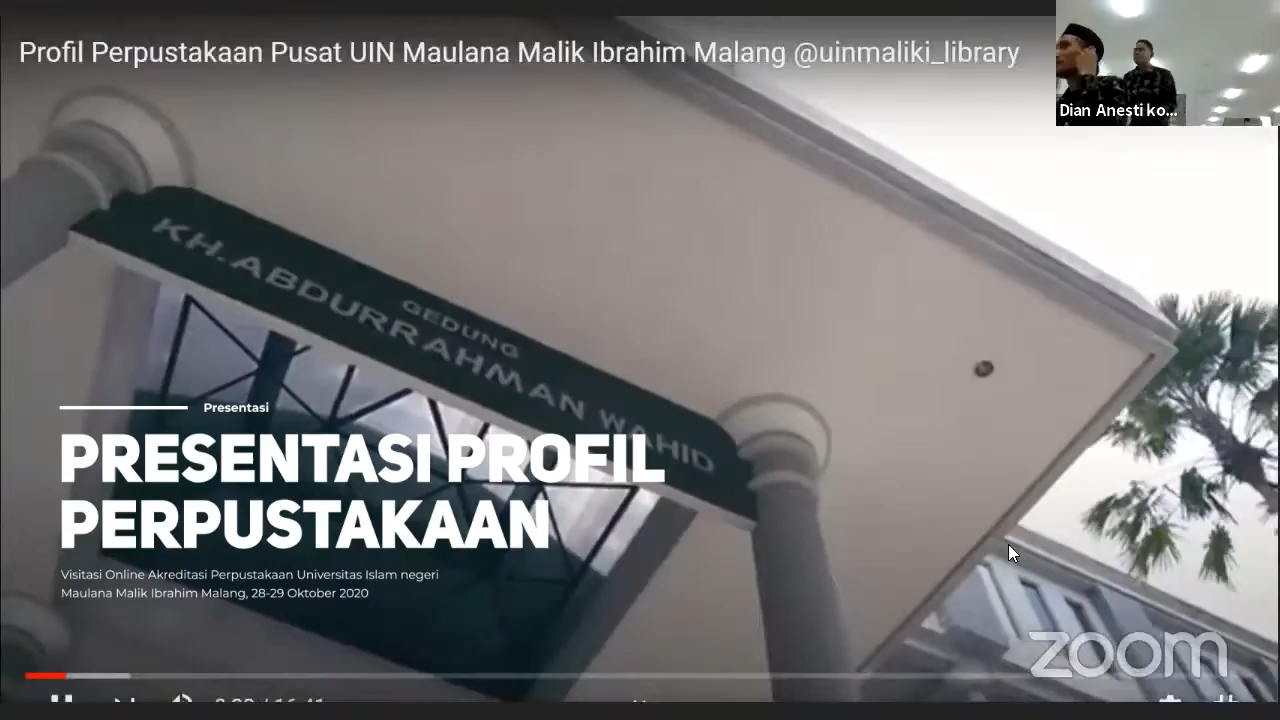 Profil Perpustakaan Pusat UIN Maulana Malik Ibrahim Malang @uinmaliki_library
Dian Anesti ko...
GEDUNG
KH. ABDURRAHMAN WAHID
Presentasi
PRESENTASI PROFIL
PERPUSTAKAAN
Visitasi Online Akreditasi Perpustakaan Universitas Islam negeri
Maulana Malik Ibrahim Malang, 28-29 Oktober 2020
zoom